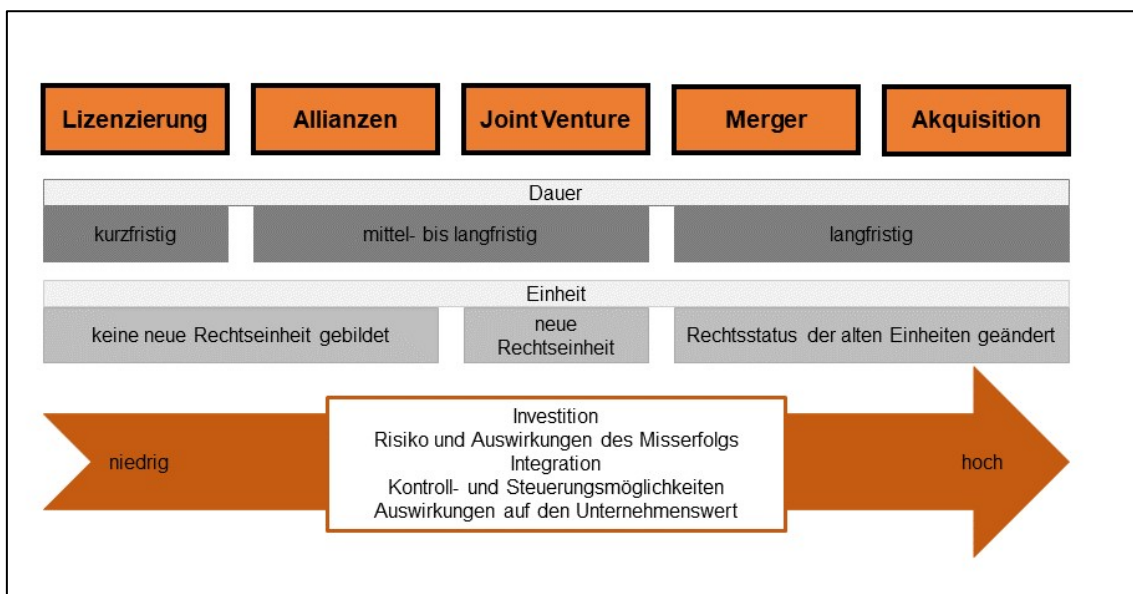 Lizenzierung
Allianzen
Joint Venture
Merger
Akquisition
Dauer
kurzfristig
mittel- bis langfristig
langfristig
Einheit
keine neue Rechtseinheit gebildet
neue
Rechtseinheit
Rechtsstatus der alten Einheiten geändert
niedrig
Investition
Risiko und Auswirkungen des Misserfolgs
Integration
Kontroll- und Steuerungsmöglichkeiten
Auswirkungen auf den Unternehmenswert
hoch